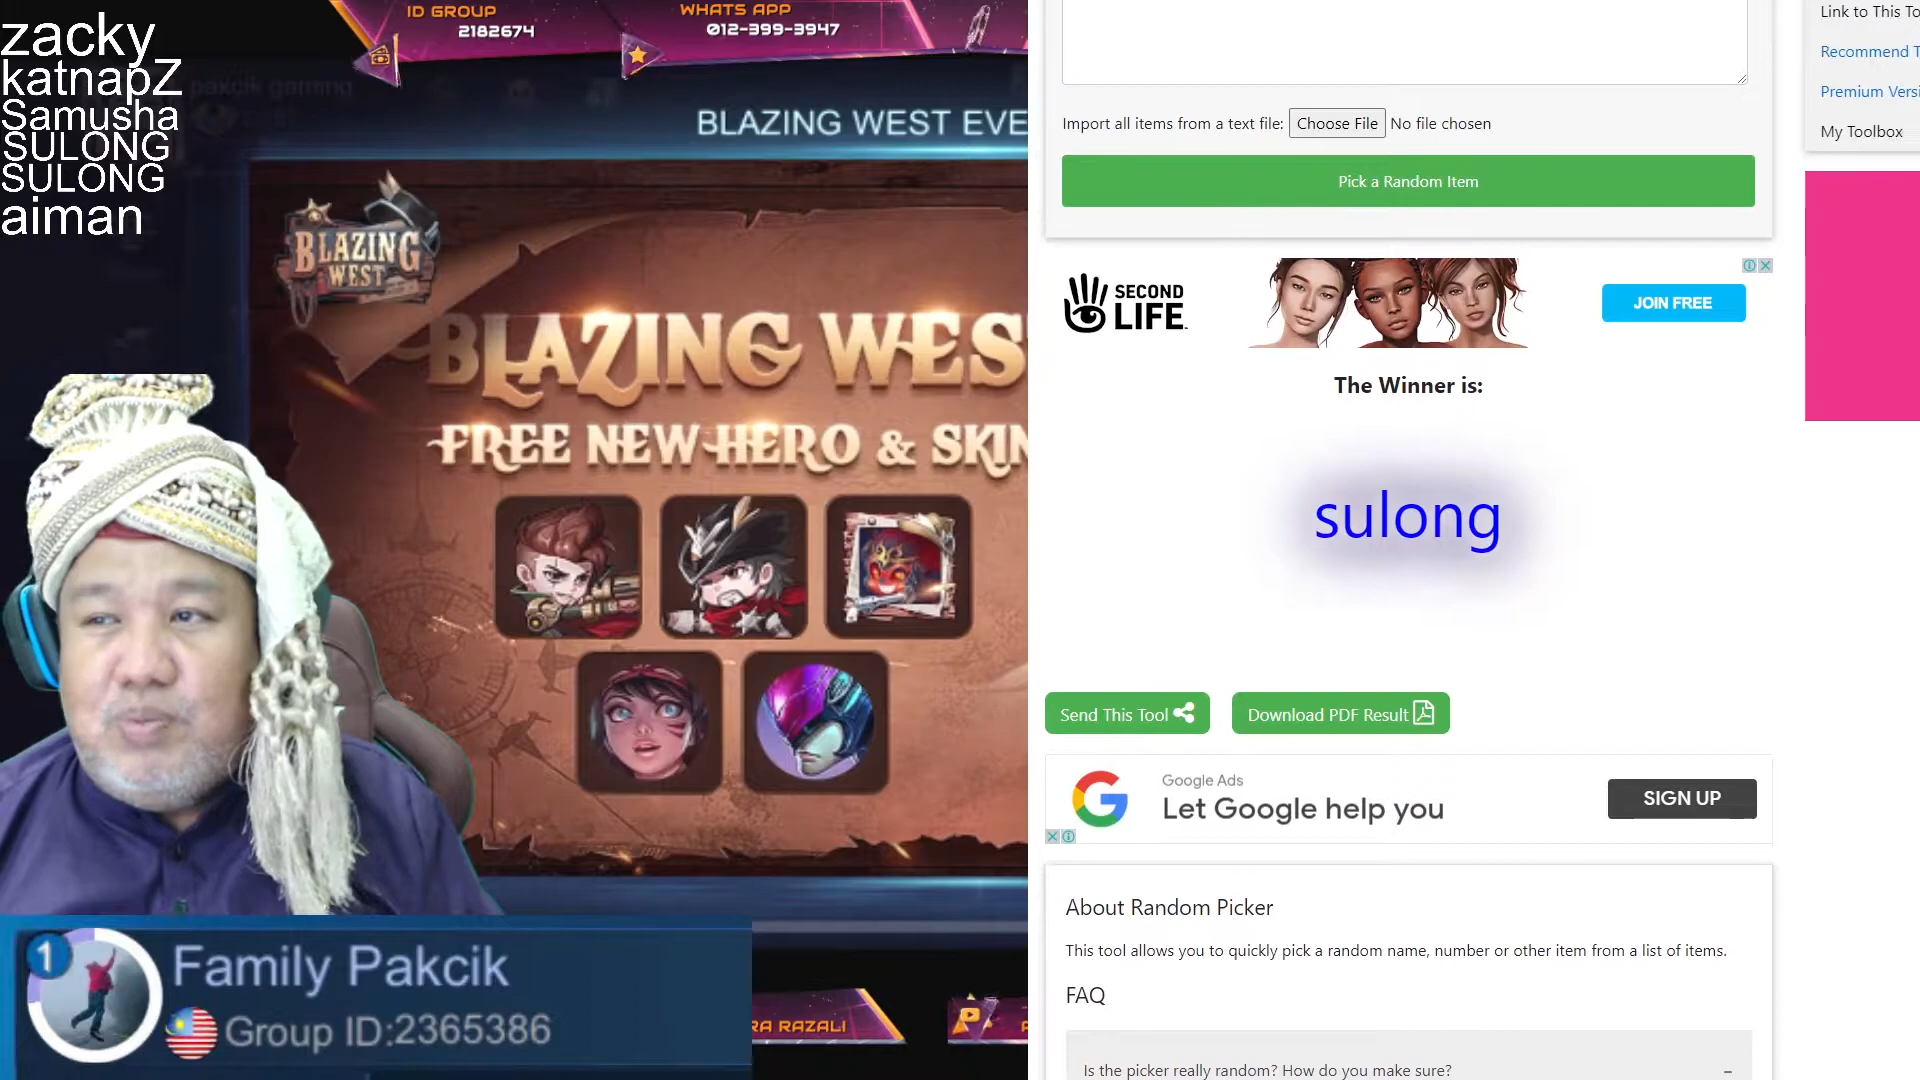 zacky
katnapZ
Samusha
SULONG
SULONG
aiman
ID GROUP
2182674
WHATS APP
012-399-3947
pakcik gaming
BLAZING WEST EVE
BLAZING
WEST
BLAZING WES
FREE NEW HERO & SKIN
1
Family Pakcik
Group ID:2365386
RA RAZALI
Import all items from a text file: Choose File No file chosen
Pick a Random Item
SECOND
LIFE
JOIN FREE
The Winner is:
sulong
Send This Tool
Download PDF Result
Google Ads
Let Google help you
SIGN UP
About Random Picker
This tool allows you to quickly pick a random name, number or other item from a list of items.
FAQ
Is the picker really random? How do you make sure?
Link to This To
Recommend T
Premium Versi
My Toolbox